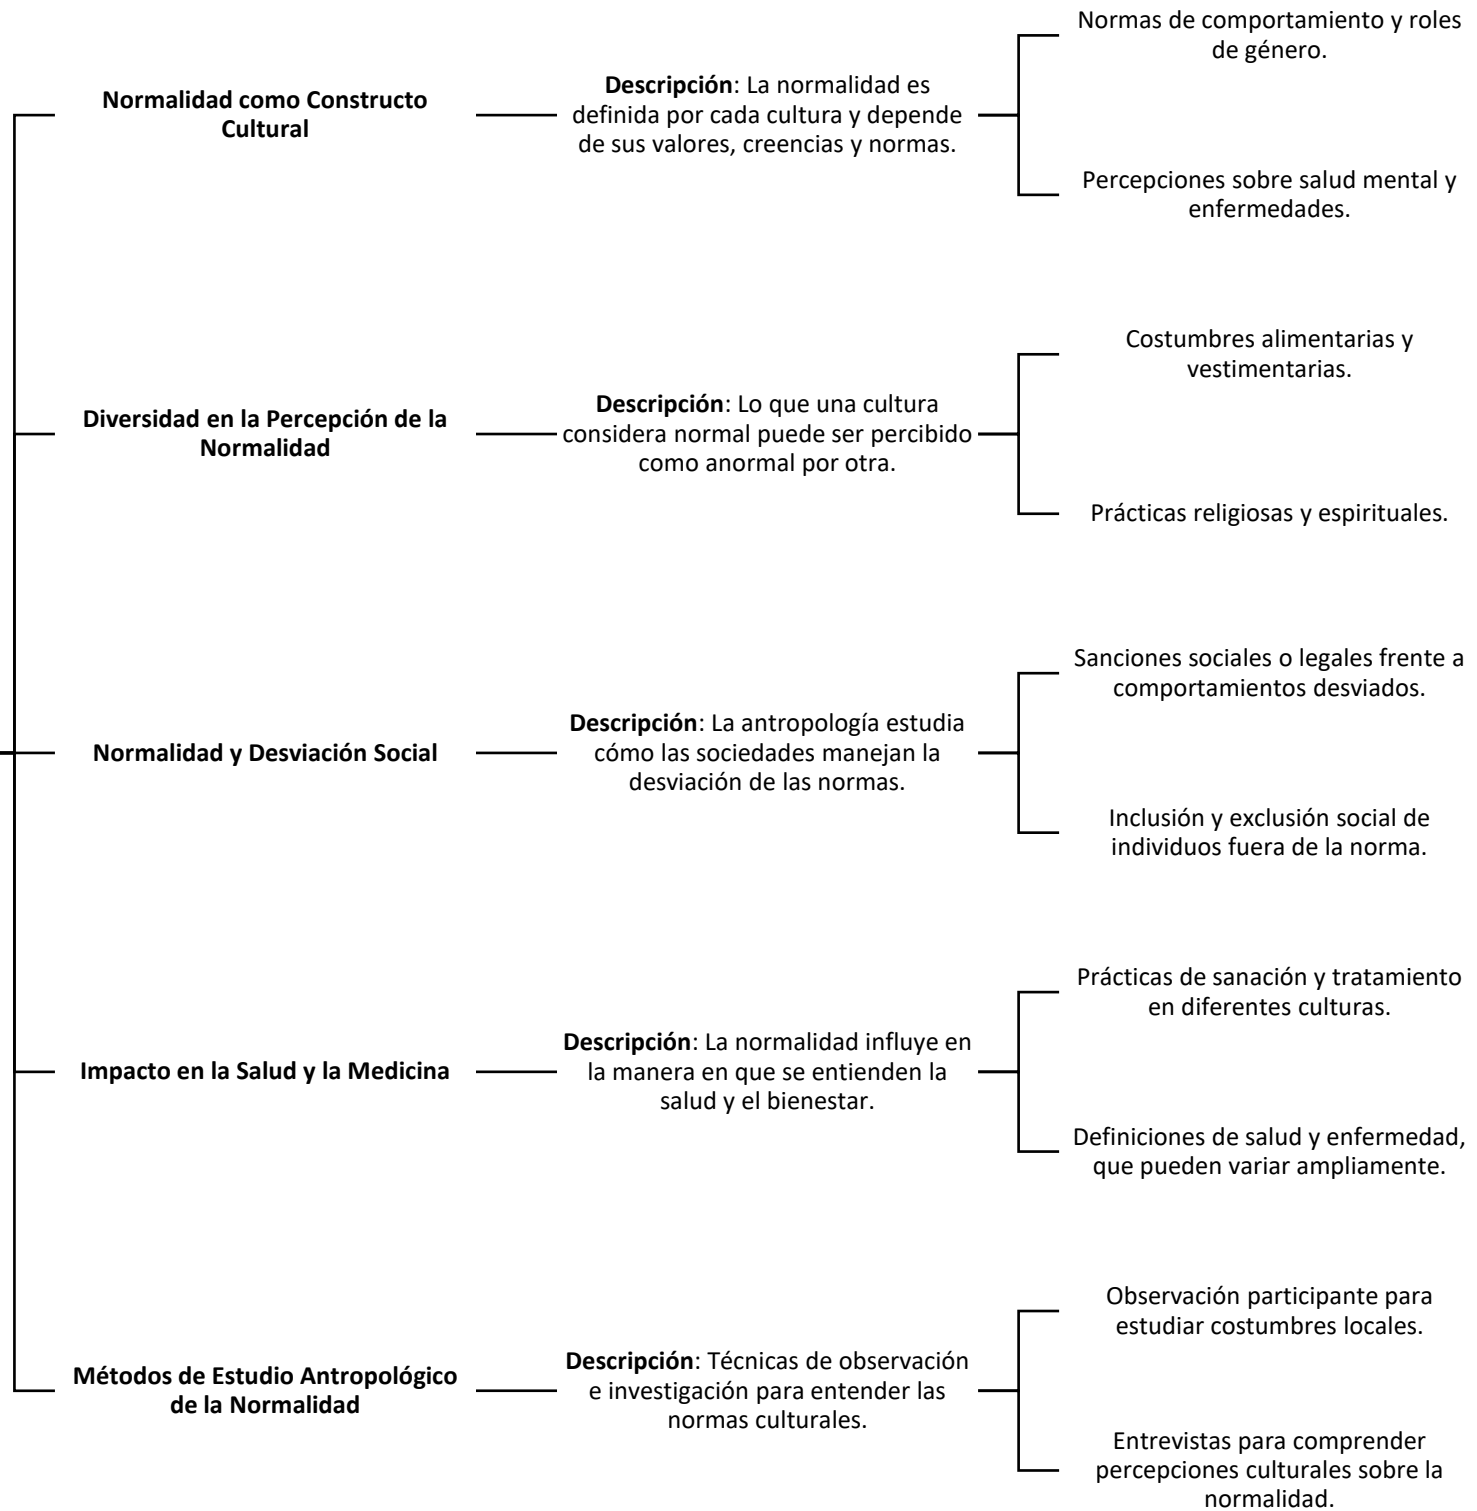 Normalidad como Constructo
Cultural
Descripción: La normalidad es
definida por cada cultura y depende
de sus valores, creencias y normas.
Normas de comportamiento y roles
de género.
Percepciones sobre salud mental y
enfermedades.
Diversidad en la Percepción de la
Normalidad
Descripción: Lo que una cultura
considera normal puede ser percibido
como anormal por otra.
Costumbres alimentarias y
vestimentarias.
Prácticas religiosas y espirituales.
Normalidad y Desviación Social
Descripción: La antropología estudia
cómo las sociedades manejan la
desviación de las normas.
Sanciones sociales o legales frente a
comportamientos desviados.
Inclusión y exclusión social de
individuos fuera de la norma.
Impacto en la Salud y la Medicina
Descripción: La normalidad influye en
la manera en que se entienden la
salud y el bienestar.
Prácticas de sanación y tratamiento
en diferentes culturas.
Definiciones de salud y enfermedad,
que pueden variar ampliamente.
Métodos de Estudio Antropológico
de la Normalidad
Descripción: Técnicas de observación
e investigación para entender las
normas culturales.
Observación participante para
estudiar costumbres locales.
Entrevistas para comprender
percepciones culturales sobre la
normalidad.